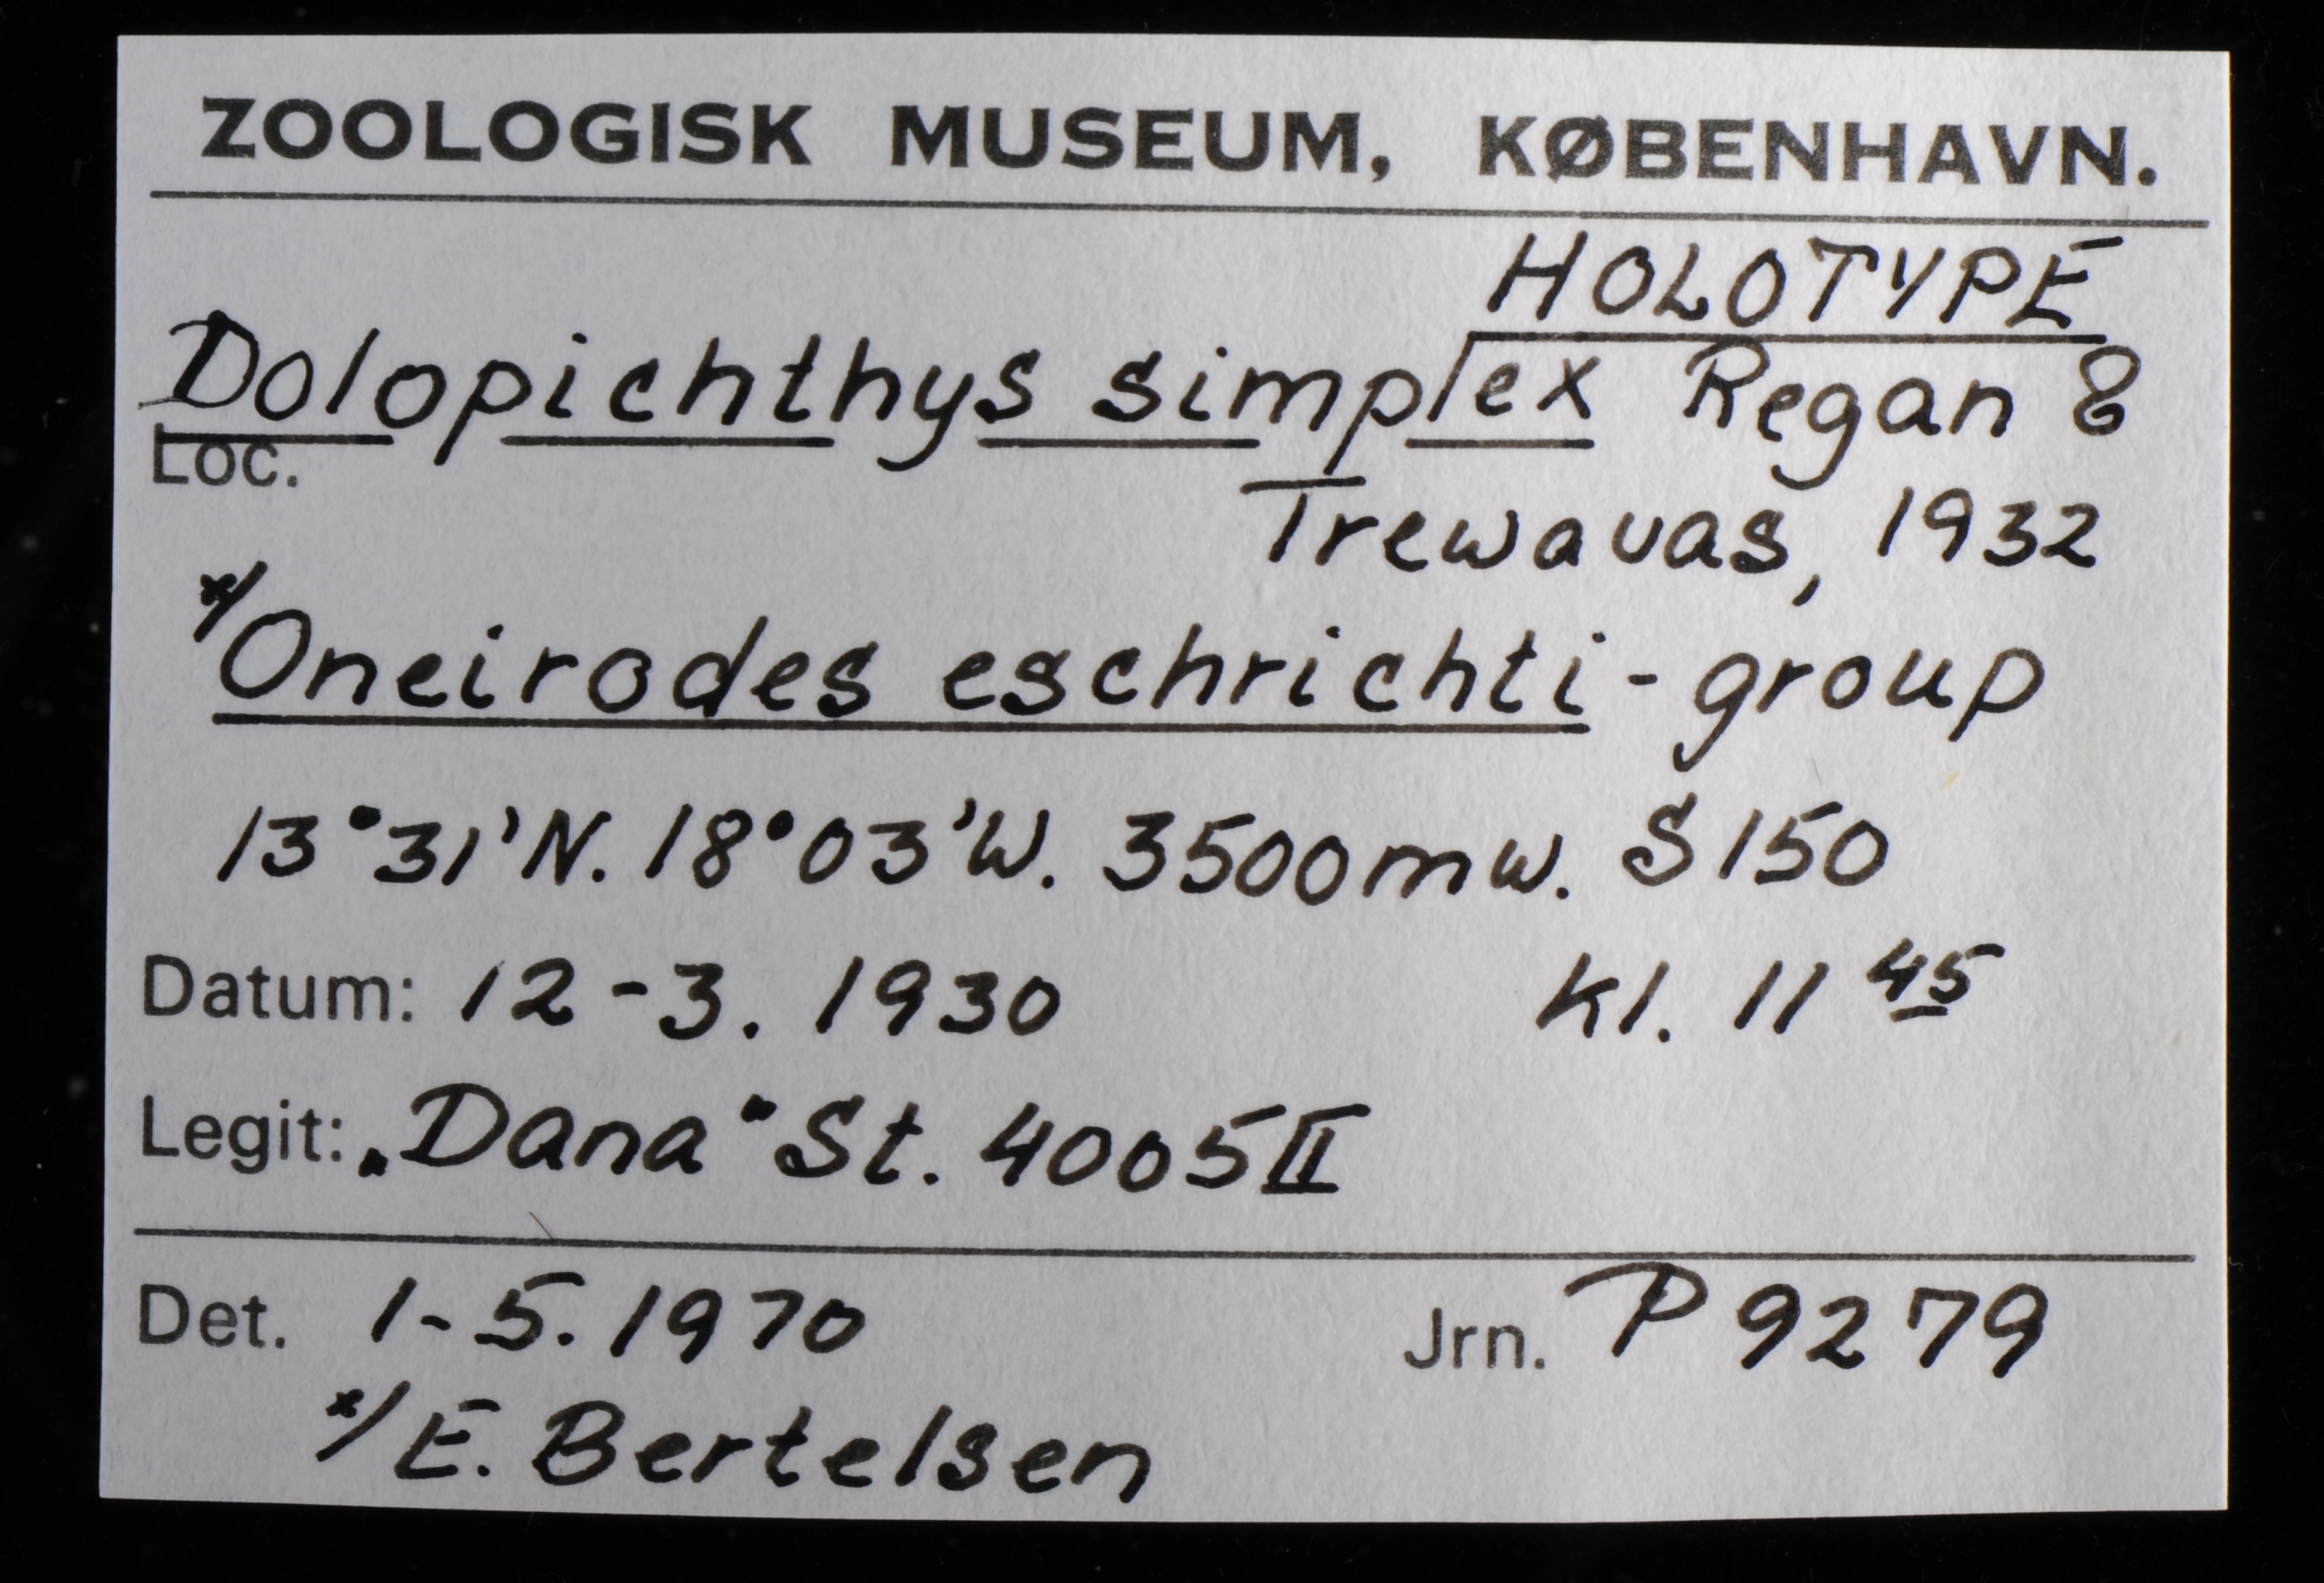 ZOOLOGISK MUSEUM, KØBENHAVN.
HOLOTYPE
Dolopichthys simplex Regan &
Loc.
Trewavas, 1932
*/Oneirodes eschrichti-group
13°31'N. 18°03'W. 3500mw. S150
Datum: 12-3. 1930 Kl. 11 45
Legit: „Dana" St. 4005 II
Det. 1-5. 1970 Jrn. P 9279
*/E. Bertelsen